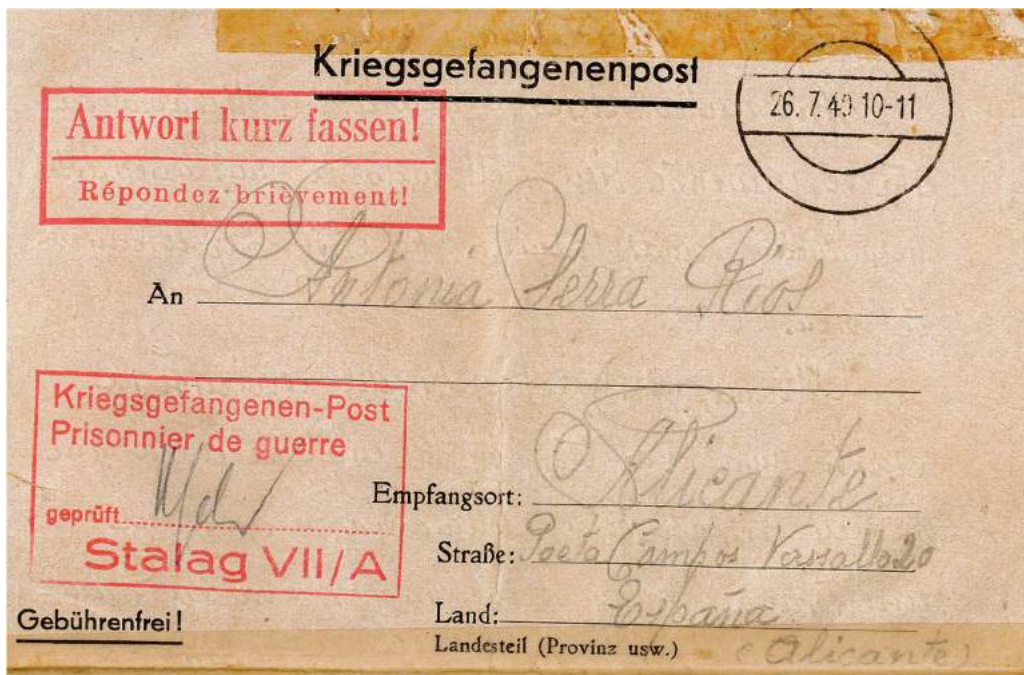 Kriegsgefangenenpost
26. 7. 40 10-11
Antwort kurz fassen!
Répondez brièvement!
An Antonia Serra Rios
Kriegsgefangenen-Post
Prisonnier de guerre
geprüft
Stalag VII/A
Empfangsort: Alicante
Straße: Poeta Campos Vassallo 20
Gebührenfrei!
Land: España
Landesteil (Provinz usw.) (Alicante)